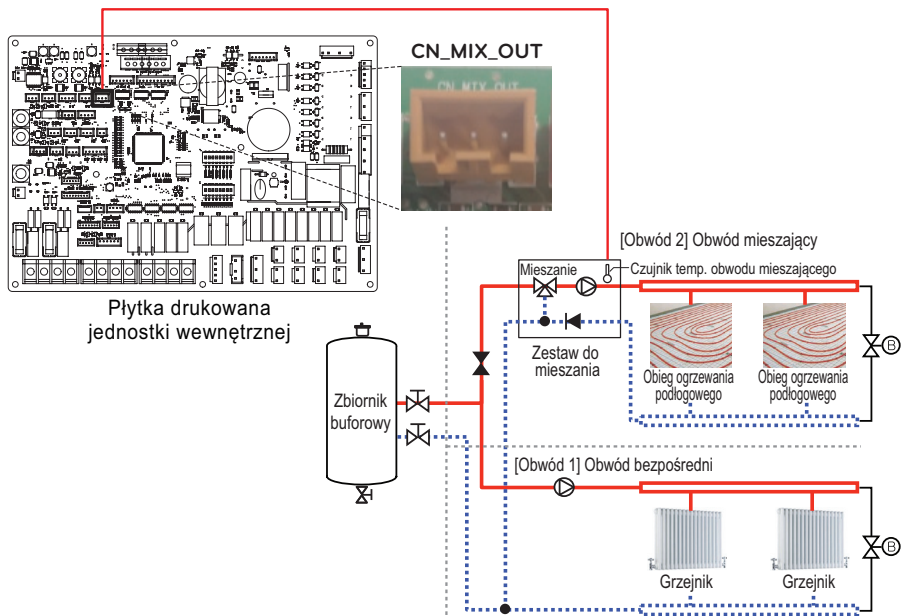 CN_MIX_OUT
CN_MIX_OUT
Płytka drukowana
jednostki wewnętrznej
[Obwód 2] Obwód mieszający
Mieszanie
Czujnik temp. obwodu mieszającego
Zestaw do
mieszania
Obieg ogrzewania
podłogowego
Obieg ogrzewania
podłogowego
B
Zbiornik
buforowy
[Obwód 1] Obwód bezpośredni
Grzejnik
Grzejnik
B